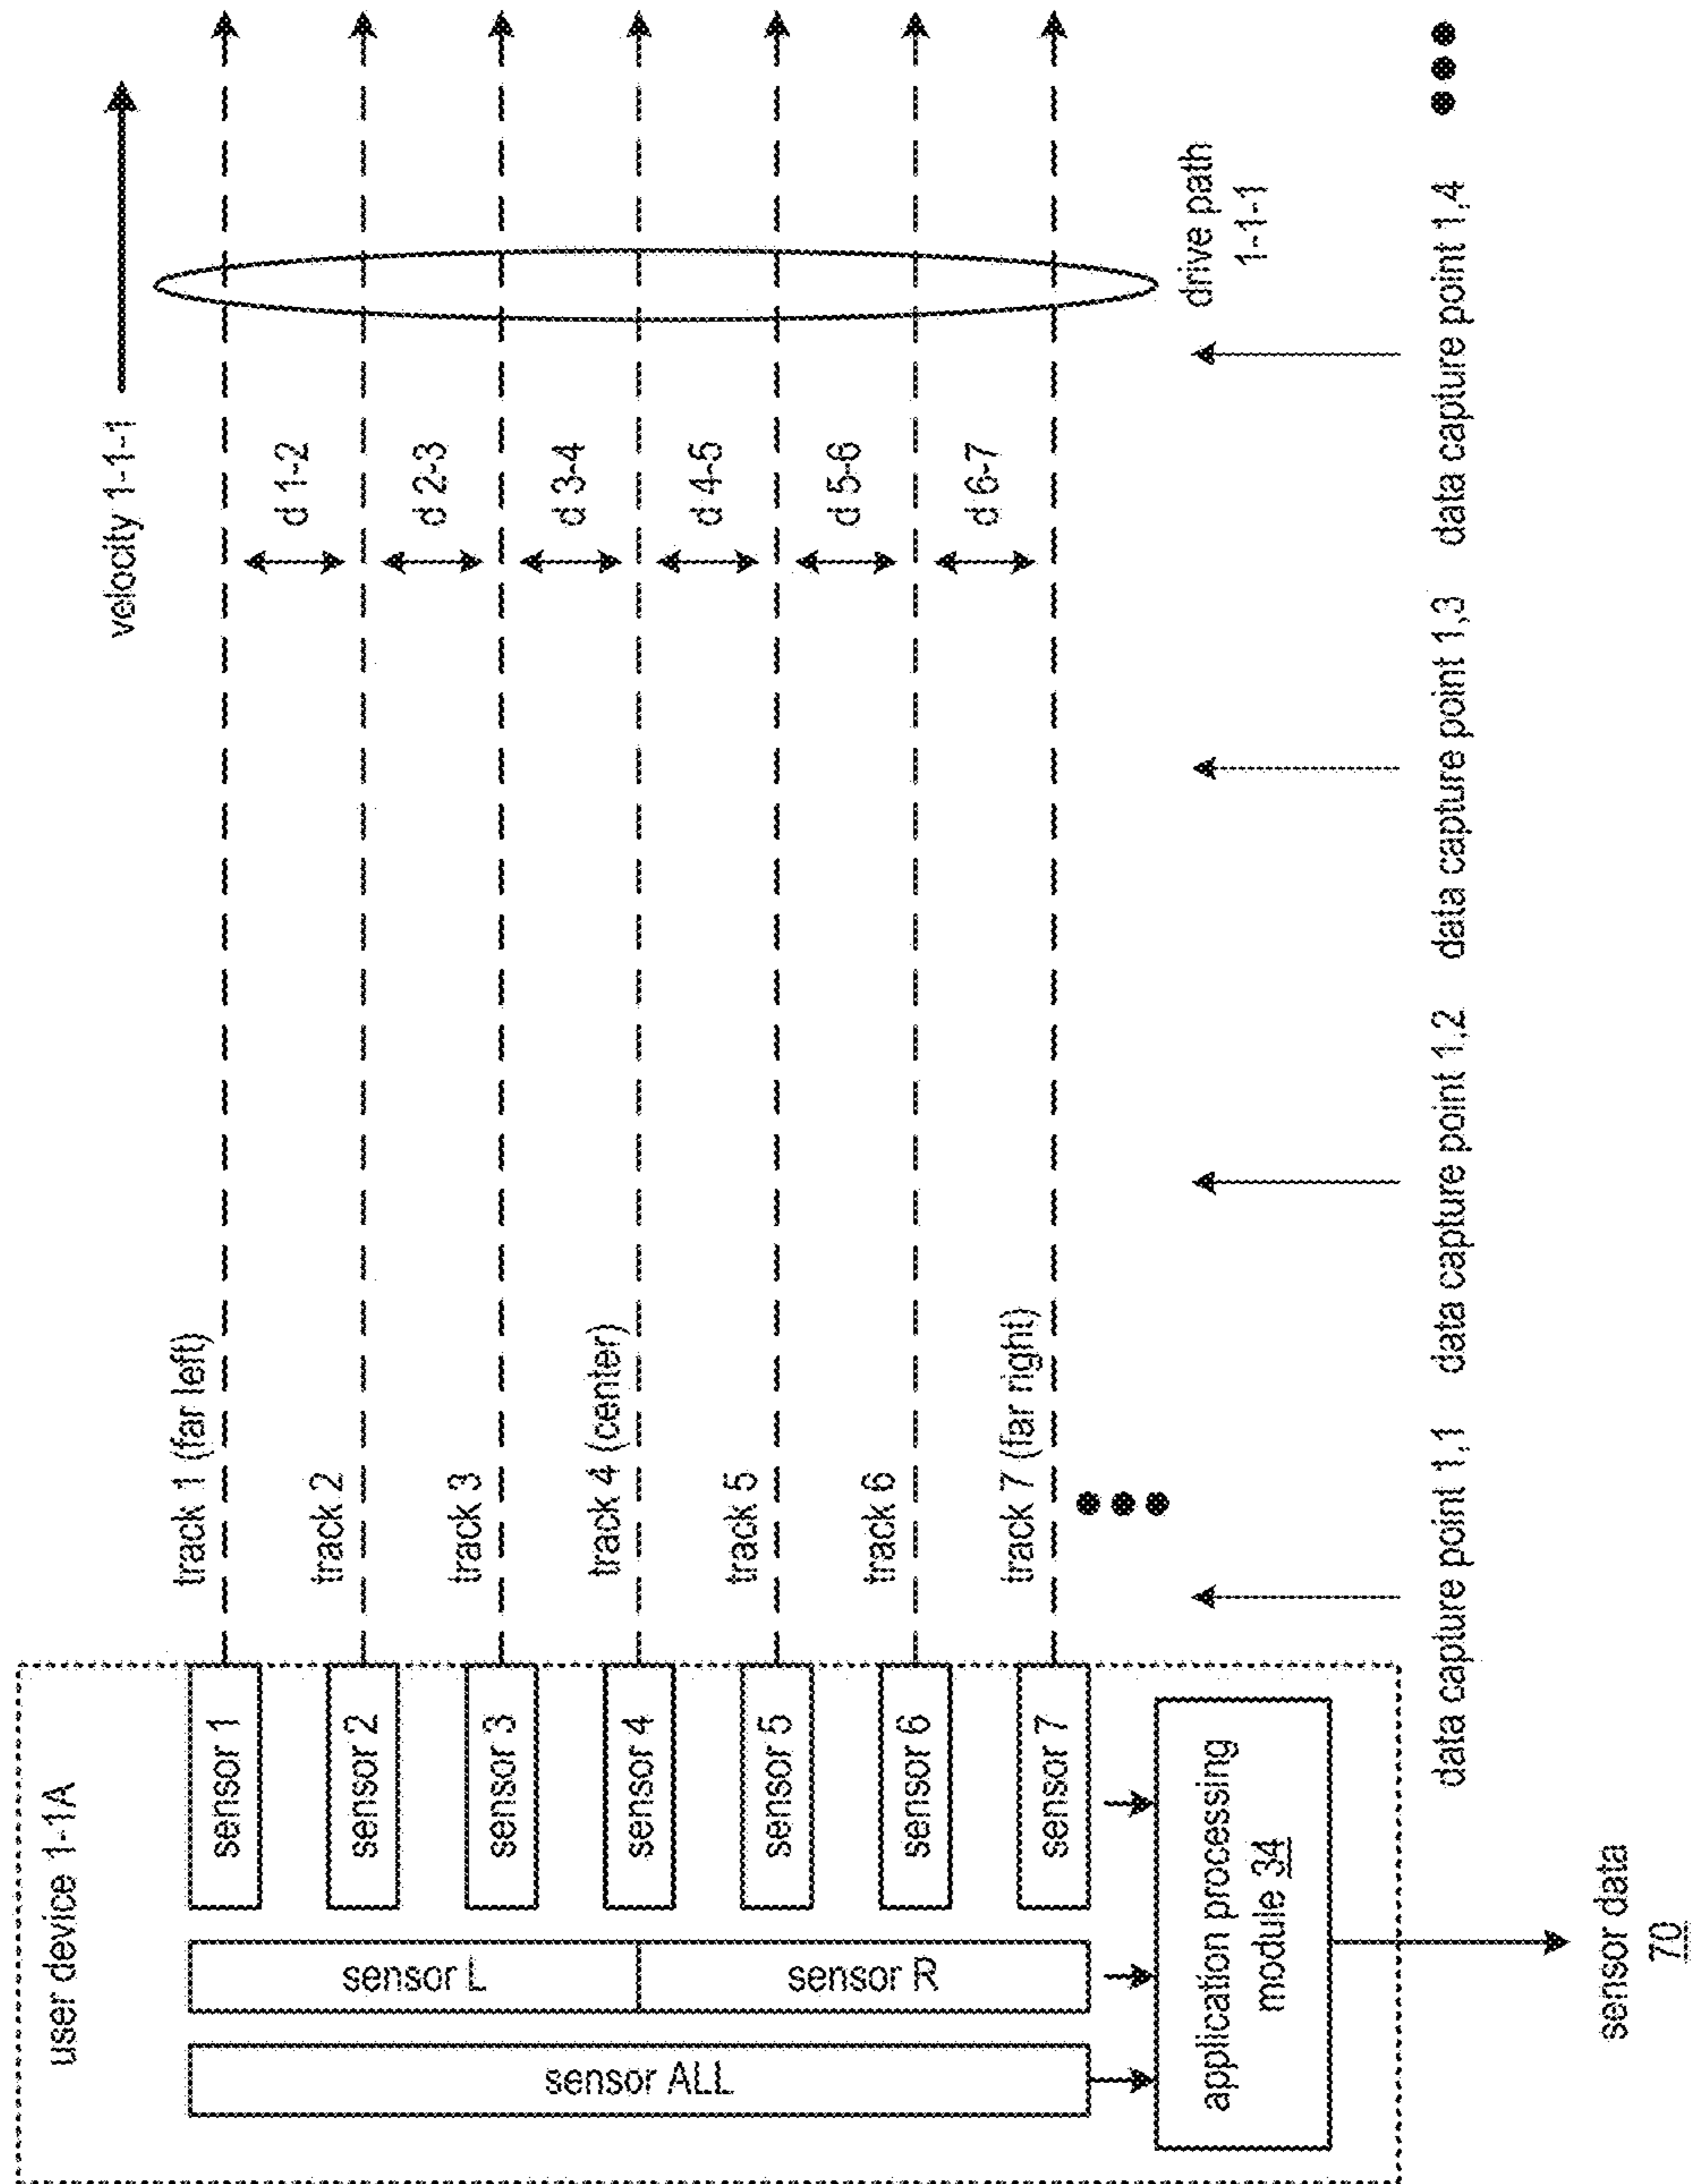 user device 1-1A
sensor ALL
sensor L
sensor R
sensor 1
sensor 2
sensor 3
sensor 4
sensor 5
sensor 6
sensor 7
application processing
module 34
sensor data
70
track 1 (far left)
track 2
track 3
track 4 (center)
track 5
track 6
track 7 (far right)
velocity 1-1-1
d 1-2
d 2-3
d 3-4
d 4-5
d 5-6
d 6-7
drive path
1-1-1
data capture point 1,1
data capture point 1,2
data capture point 1,3
data capture point 1,4